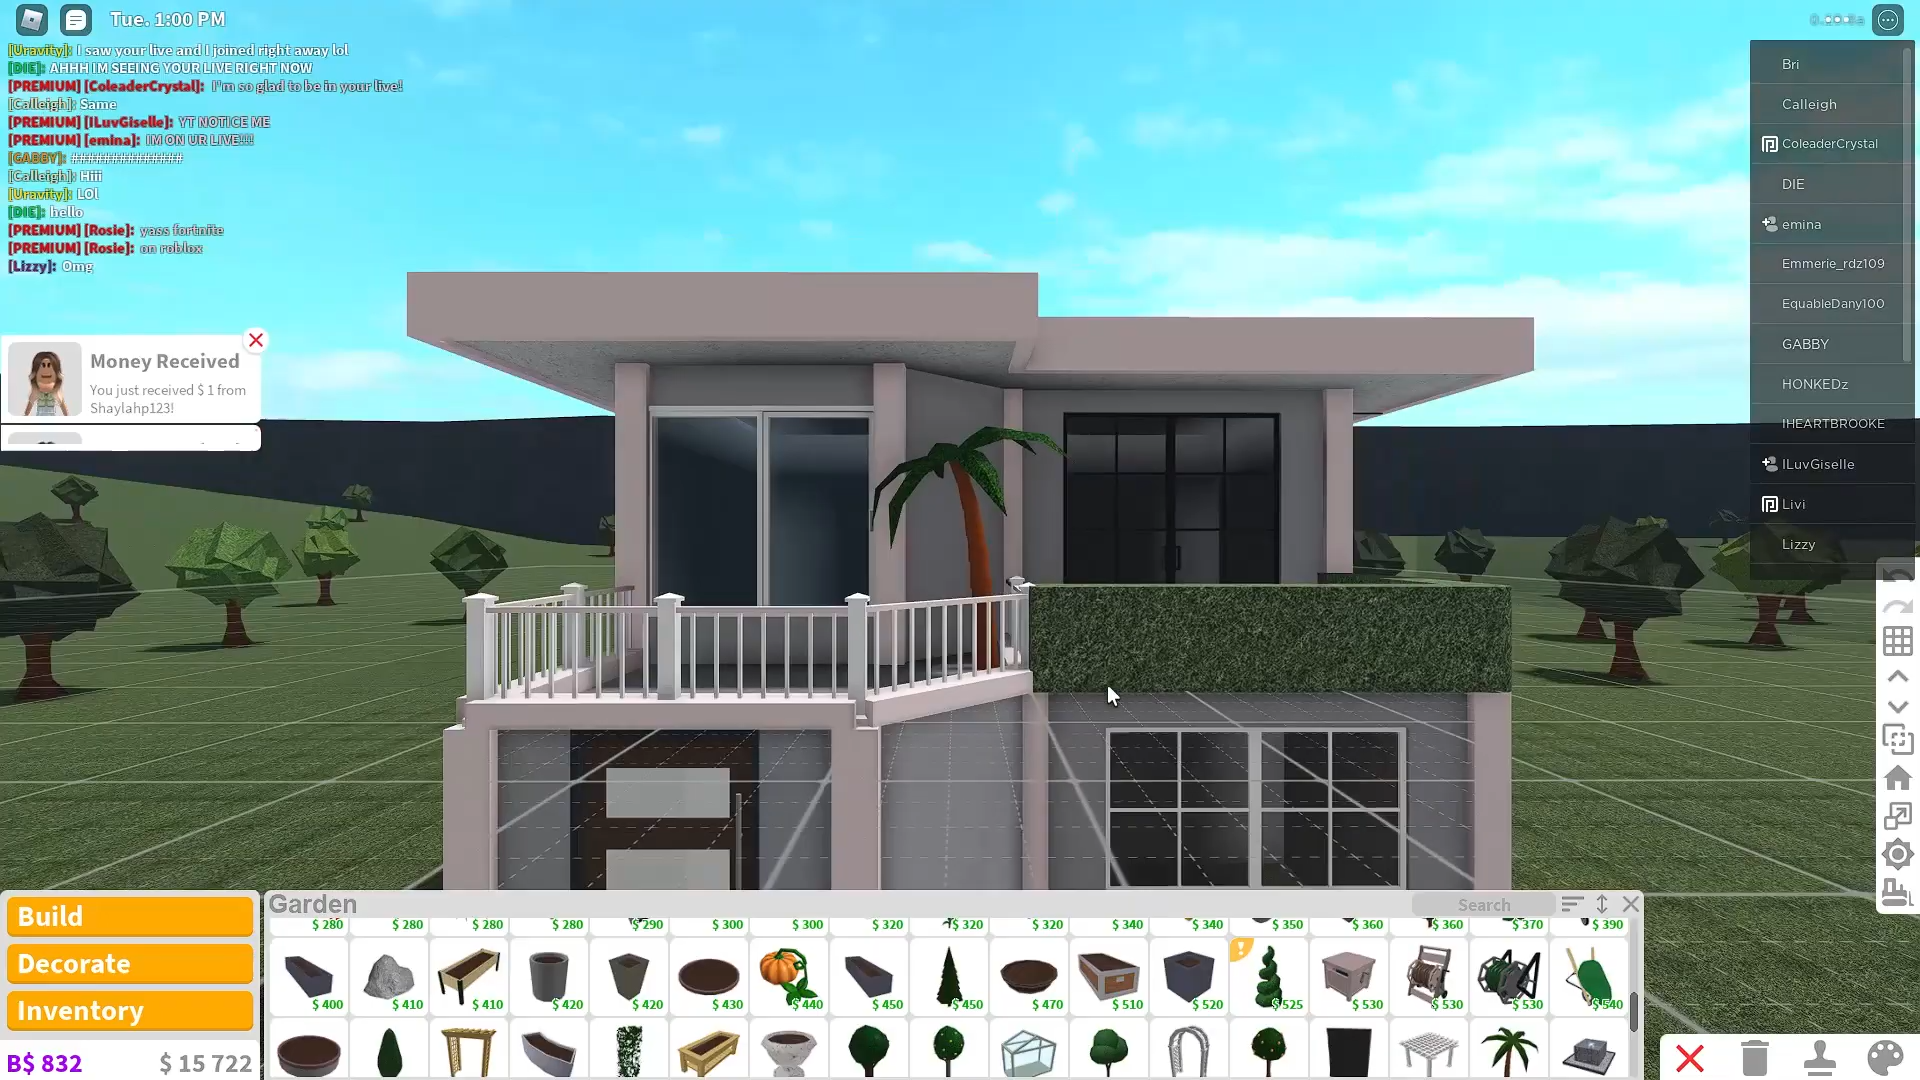 Tue. 1:00 PM
[Uravity]: I saw your live and I joined right away lol
[DIE]: AHHH IM SEEING YOUR LIVE RIGHT NOW
[PREMIUM] [ColeaderCrystal]: I'm so glad to be in your live!
[Calleigh]: Same
[PREMIUM] [ILuvGiselle]: YT NOTICE ME
[PREMIUM] [emina]: IM ON UR LIVE!!!
[GABBY]: ##############
[Calleigh]: Hiii
[Uravity]: LOl
[DIE]: hello
[PREMIUM] [Rosie]: yass fortnite
[PREMIUM] [Rosie]: on roblox
[Lizzy]: Omg
Money Received
You just received $ 1 from
Shaylahp123!
Bri
Calleigh
ColeaderCrystal
DIE
emina
Emmerie_rdz109
EquableDany100
GABBY
HONKEDz
IHEARTBROOKE
ILuvGiselle
Livi
Lizzy
Build
Decorate
Inventory
B$ 832 $ 15 722
Garden
Search
$ 280 $ 280 $ 280 $ 280 $ 290 $ 300 $ 300 $ 320 $ 320 $ 320 $ 340 $ 340 $ 350 $ 360 $ 360 $ 370 $ 390
$ 400 $ 410 $ 410 $ 420 $ 420 $ 430 $ 440 $ 450 $ 450 $ 470 $ 510 $ 520 $ 525 $ 530 $ 530 $ 530 $ 540